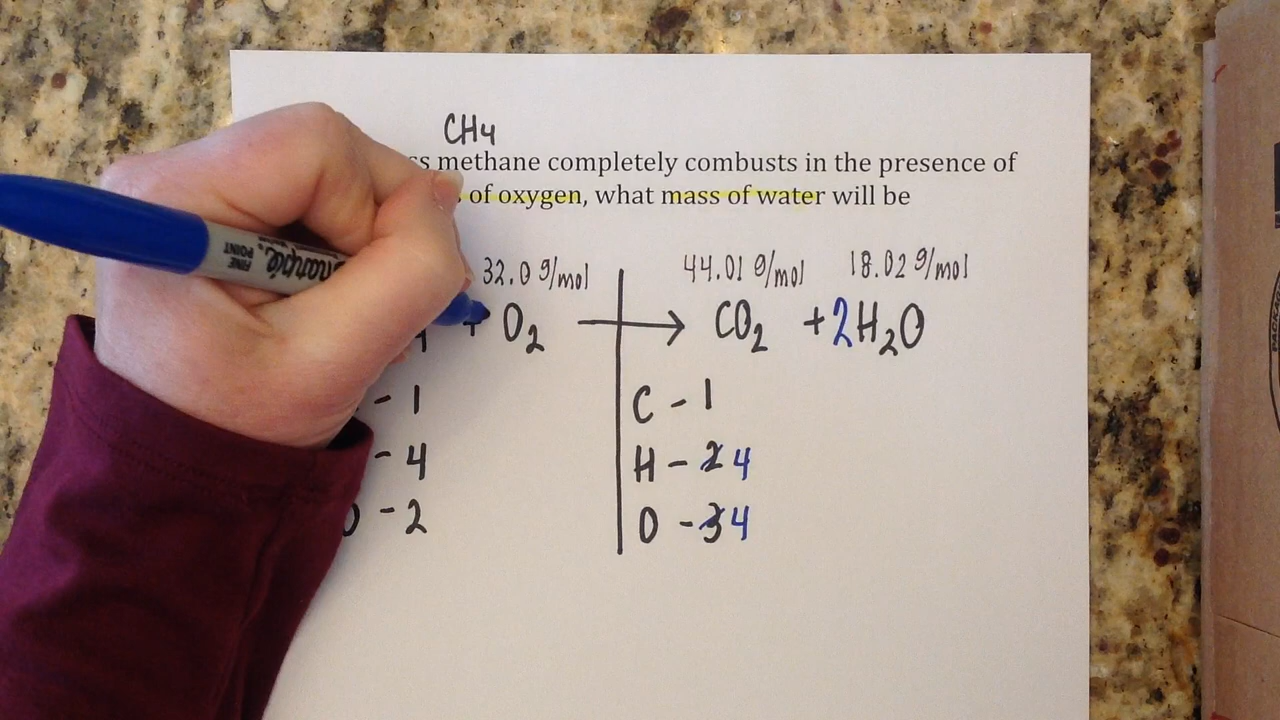 CH4
methane completely combusts in the presence of
of oxygen, what mass of water will be
32.0 g/mol 44.01 g/mol 18.02 g/mol
+ O2 → CO2 + 2H2O
- 1 C - 1
- 4 H - 2 4
- 2 O - 3 4
Sharpie
FINE POINT